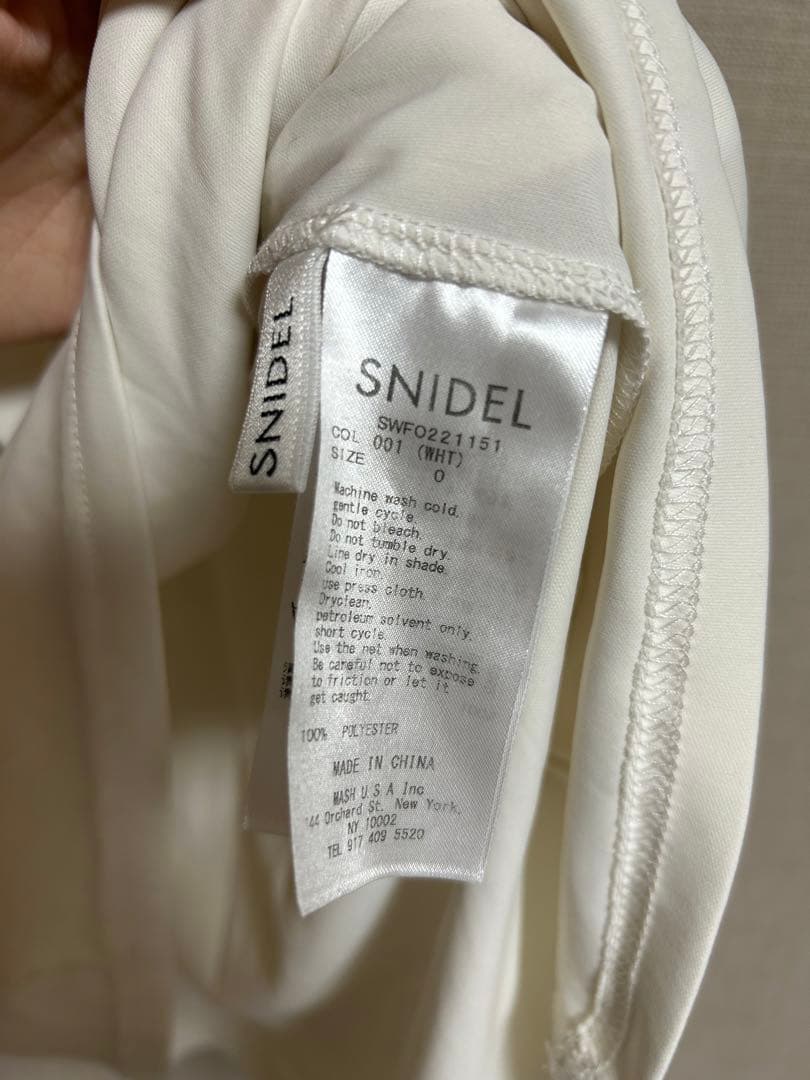 SNIDEL
SNIDEL
SWFO221151
COL 001 (WHT)
SIZE 0
Machine wash cold.
gentle cycle.
Do not bleach.
Do not tumble dry.
Line dry in shade.
Cool iron.
use press cloth.
Dryclean.
petroleum solvent only.
short cycle.
Use the net when washing.
Be careful not to expose
to friction or let it
get caught.
100% POLYESTER
MADE IN CHINA
MASH U.S A Inc
44 Orchard St. New York.
NY 10002
TEL 917 409 5520